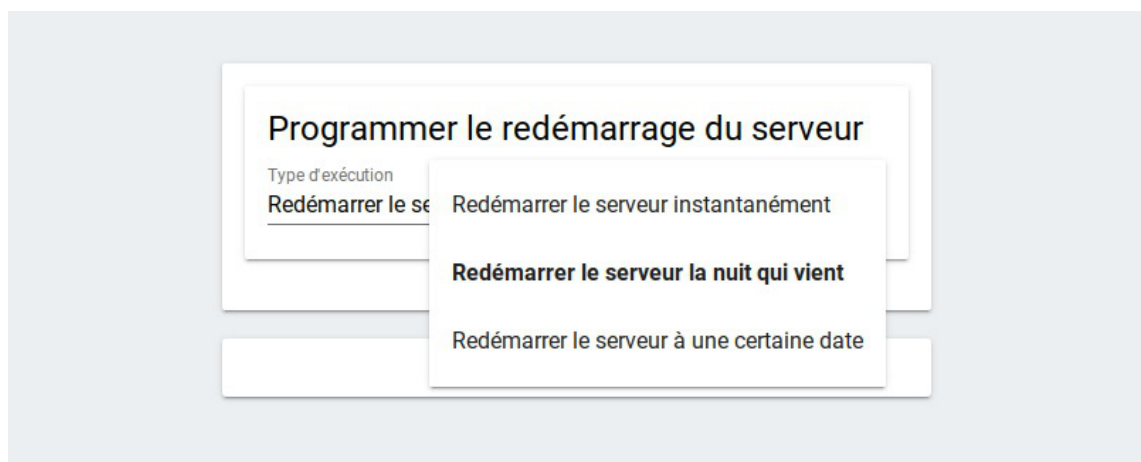 Programmer le redémarrage du serveur
Type d'exécution
Redémarrer le se
Redémarrer le serveur instantanément
Redémarrer le serveur la nuit qui vient
Redémarrer le serveur à une certaine date